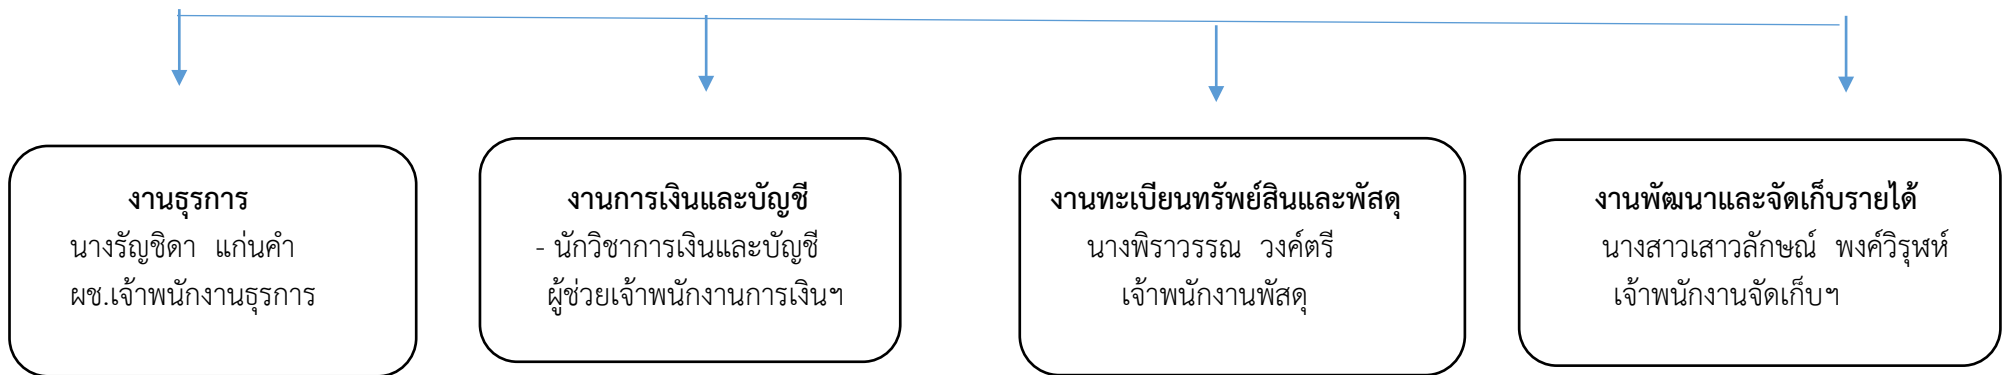 งานธุรการ
นางรัญชิดา แก่นคำ
ผช.เจ้าพนักงานธุรการ
งานการเงินและบัญชี
- นักวิชาการเงินและบัญชี
ผู้ช่วยเจ้าพนักงานการเงินฯ
งานทะเบียนทรัพย์สินและพัสดุ
นางพิราวรรณ วงค์ตรี
เจ้าพนักงานพัสดุ
งานพัฒนาและจัดเก็บรายได้
นางสาวเสาวลักษณ์ พงค์วิรุฬห์
เจ้าพนักงานจัดเก็บฯ